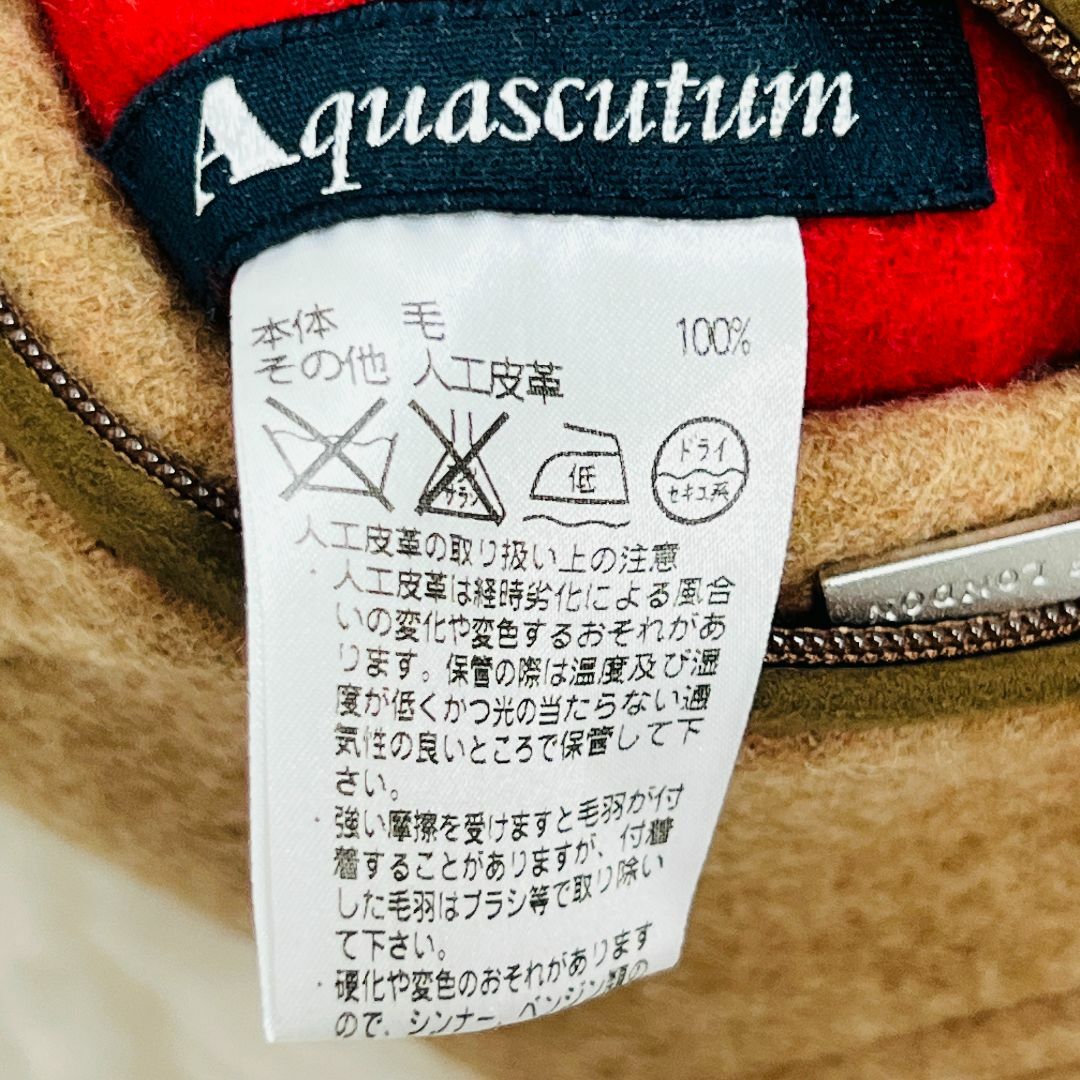 Aquascutum
本体 毛 100%
その他 人工皮革
エンソ サラシ
低
ドライ
セキユ系
人工皮革の取り扱い上の注意
・人工皮革は経時劣化による風合
いの変化や変色するおそれがあ
ります。保管の際は温度及び湿
度が低くかつ光の当たらない通
気性の良いところで保管して下
さい。
・強い摩擦を受けますと毛羽が付
着することがありますが、付着
した毛羽はブラシ等で取り除い
て下さい。
・硬化や変色のおそれがあります
ので、シンナー、ベンジン類の
LONDON